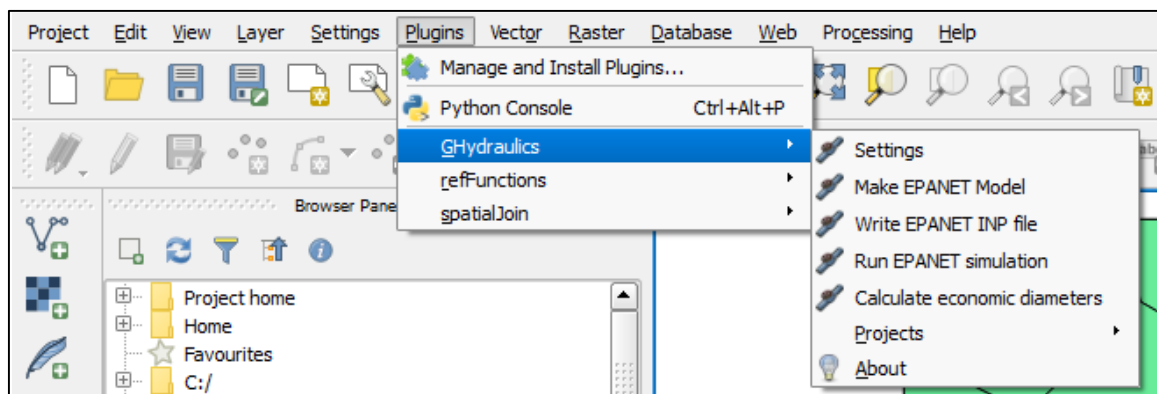 Project Edit View Layer Settings Plugins Vector Raster Database Web Processing Help
Manage and Install Plugins...
Python Console Ctrl+Alt+P
GHydraulics
refFunctions
spatialJoin
Settings
Make EPANET Model
Write EPANET INP file
Run EPANET simulation
Calculate economic diameters
Projects
About
Browser Pane
Project home
Home
Favourites
C:/